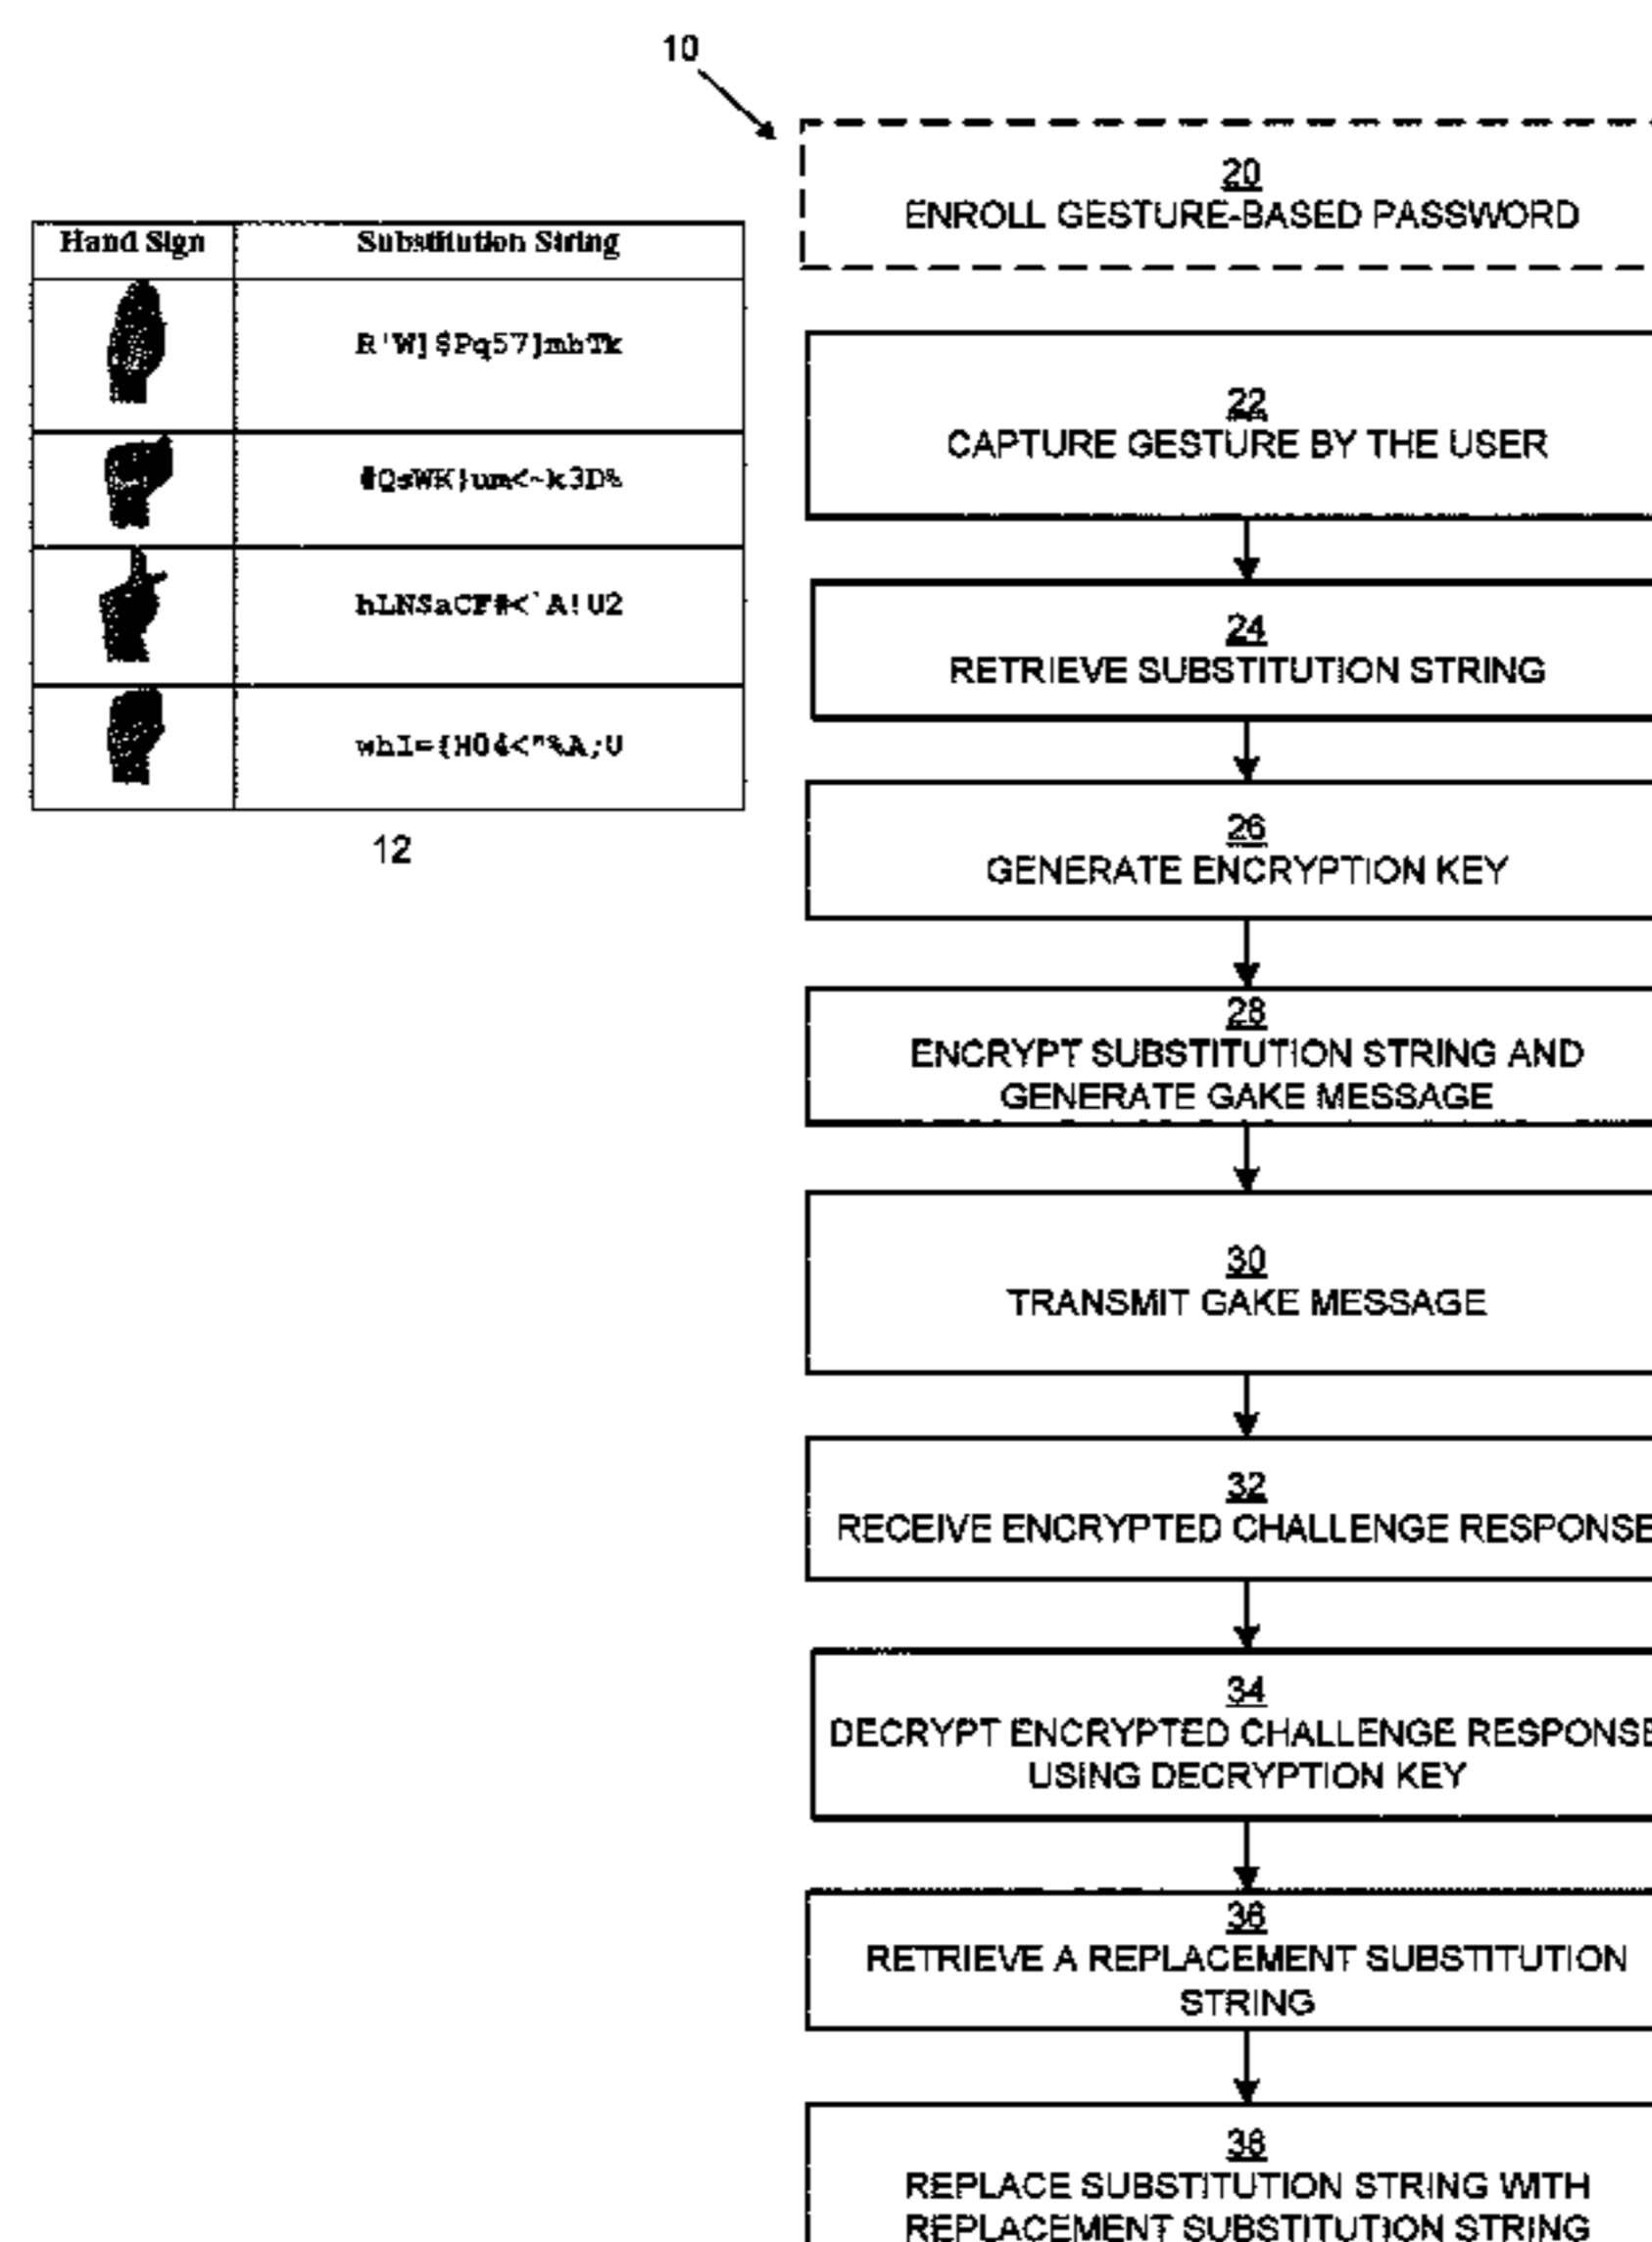 10
Hand Sign Substitution String
R'W]$Pq57]mbTk
#QsWK}um<~k3D%
hLNSaCF#<`A!U2
12
20
ENROLL GESTURE-BASED PASSWORD
22
CAPTURE GESTURE BY THE USER
24
RETRIEVE SUBSTITUTION STRING
26
GENERATE ENCRYPTION KEY
28
ENCRYPT SUBSTITUTION STRING AND
GENERATE GAKE MESSAGE
30
TRANSMIT GAKE MESSAGE
32
RECEIVE ENCRYPTED CHALLENGE RESPONSE
34
DECRYPT ENCRYPTED CHALLENGE RESPONSE
USING DECRYPTION KEY
36
RETRIEVE A REPLACEMENT SUBSTITUTION
STRING
38
REPLACE SUBSTITUTION STRING WITH
REPLACEMENT SUBSTITUTION STRING